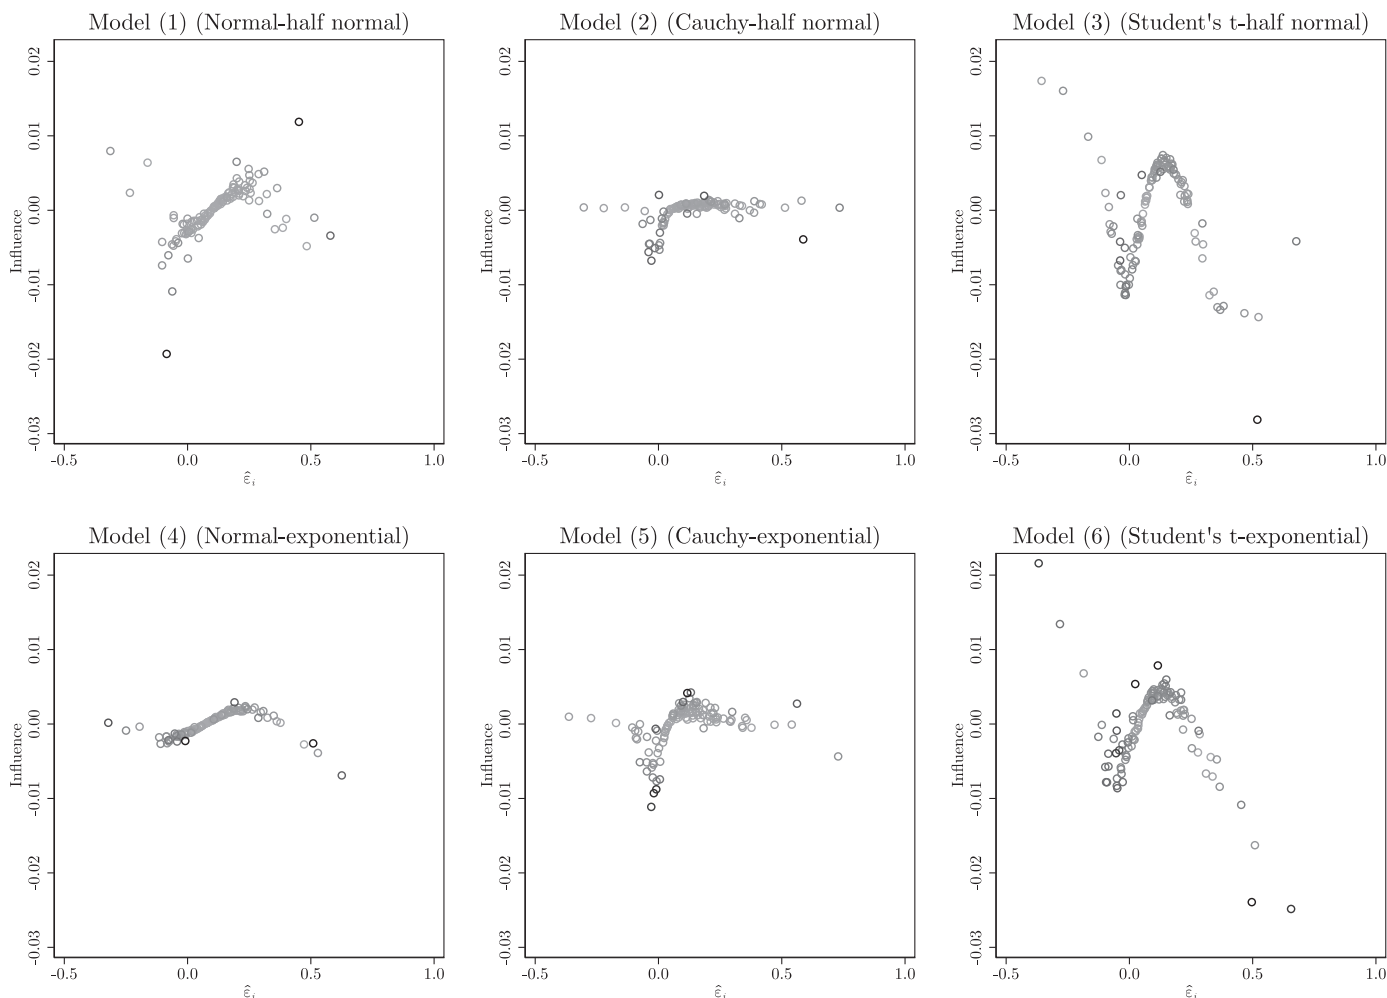 Model (1) (Normal-half normal)
Influence
0.02
0.01
0.00
-0.01
-0.02
-0.03
-0.5 0.0 0.5 1.0
ε̂ᵢ
Model (2) (Cauchy-half normal)
Influence
0.02
0.01
0.00
-0.01
-0.02
-0.03
-0.5 0.0 0.5 1.0
ε̂ᵢ
Model (3) (Student's t-half normal)
Influence
0.02
0.01
0.00
-0.01
-0.02
-0.03
-0.5 0.0 0.5 1.0
ε̂ᵢ
Model (4) (Normal-exponential)
Influence
0.02
0.01
0.00
-0.01
-0.02
-0.03
-0.5 0.0 0.5 1.0
ε̂ᵢ
Model (5) (Cauchy-exponential)
Influence
0.02
0.01
0.00
-0.01
-0.02
-0.03
-0.5 0.0 0.5 1.0
ε̂ᵢ
Model (6) (Student's t-exponential)
Influence
0.02
0.01
0.00
-0.01
-0.02
-0.03
-0.5 0.0 0.5 1.0
ε̂ᵢ